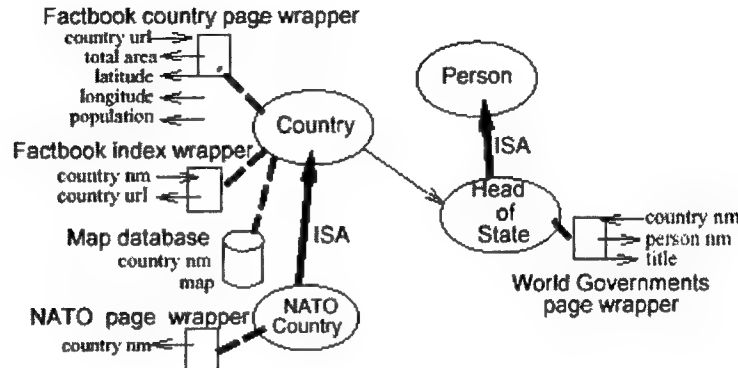 Factbook country page wrapper
country url
total area
latitude
longitude
population
Country
Person
ISA
Factbook index wrapper
country nm
country url
Head
of
State
Map database
country nm
map
ISA
country nm
person nm
title
World Governments
page wrapper
NATO page wrapper
country nm
NATO
Country